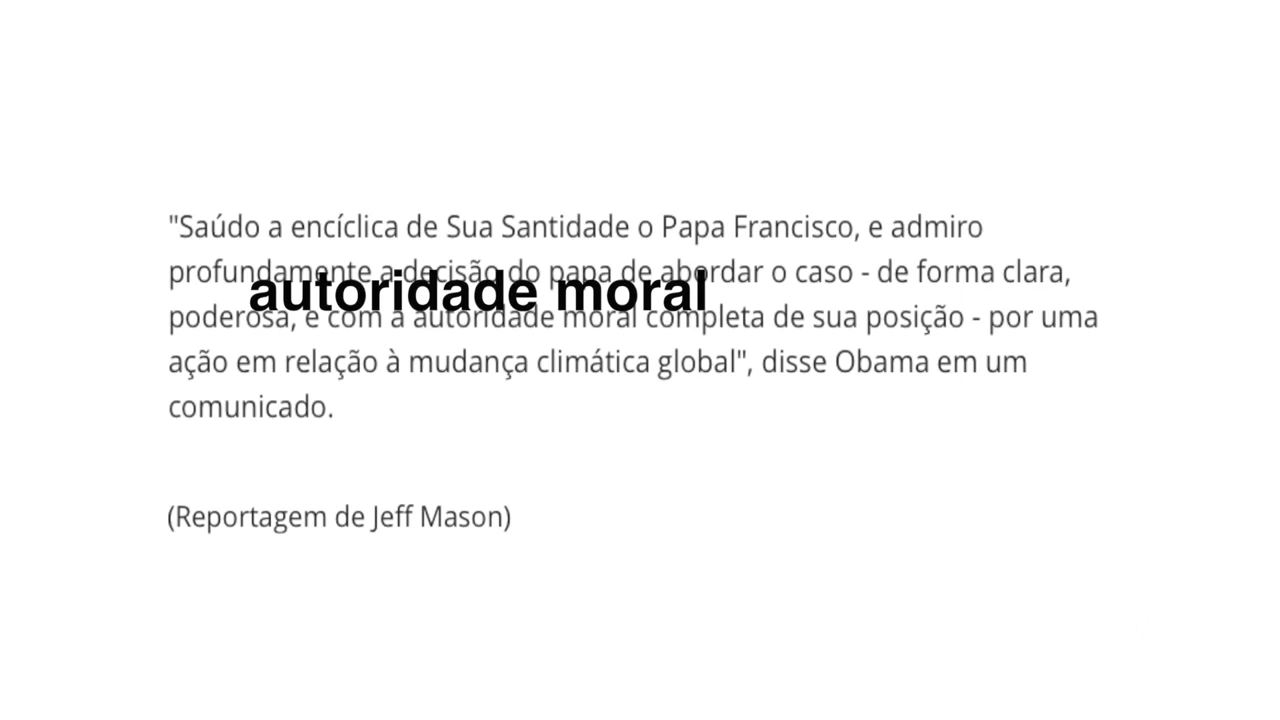 "Saúdo a encíclica de Sua Santidade o Papa Francisco, e admiro
profundamente a decisão do papa de abordar o caso - de forma clara,
autoridade moral
poderosa, e com a autoridade moral completa de sua posição - por uma
ação em relação à mudança climática global", disse Obama em um
comunicado.
(Reportagem de Jeff Mason)